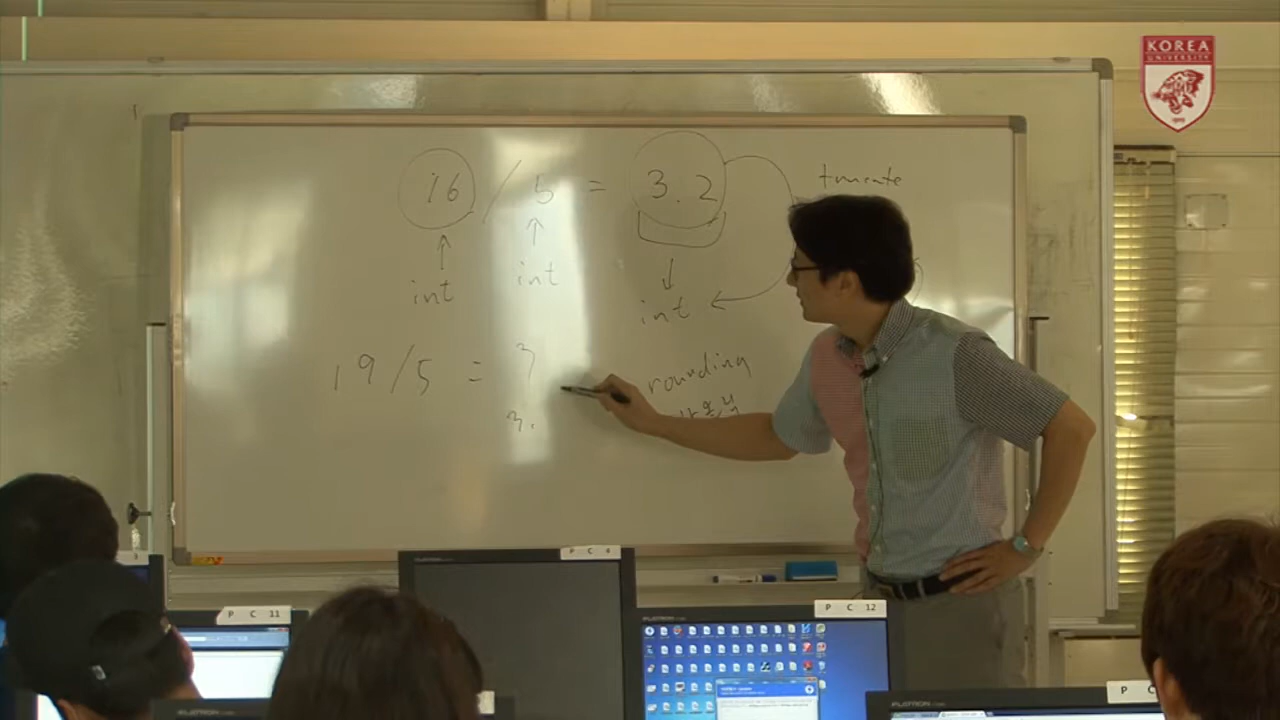 KOREA
UNIVERSITY
16 / 5 = 3.2
truncate
int int
int
19/5 = 3
rounding
3.
P C 4
P C 11
P C 12
P C